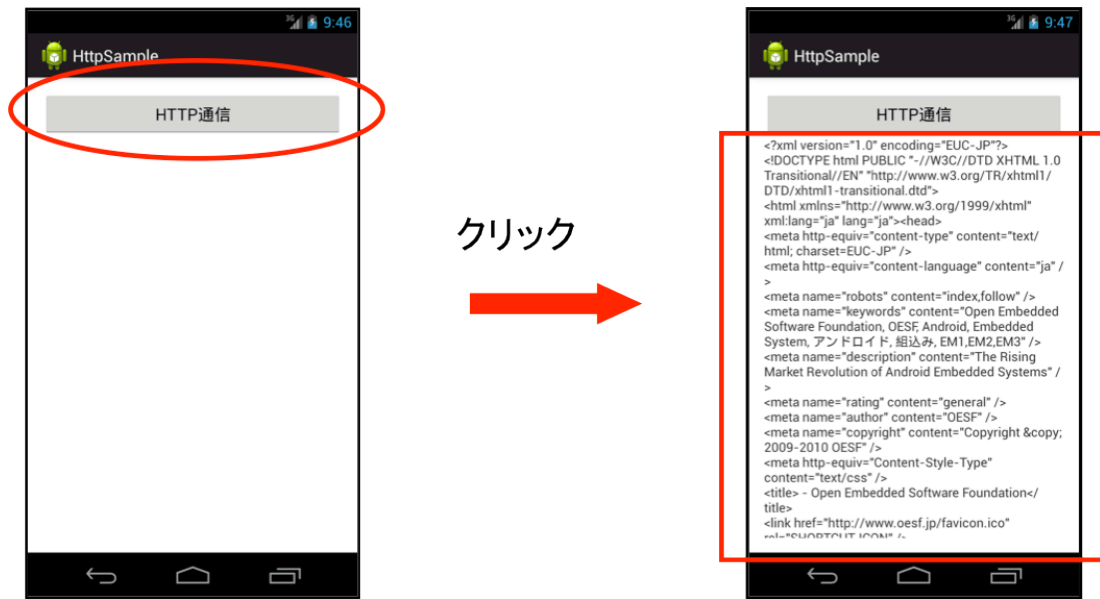 3G 9:46
HttpSample
HTTP通信
クリック
3G 9:47
HttpSample
HTTP通信
<?xml version="1.0" encoding="EUC-JP"?>
<!DOCTYPE html PUBLIC "-//W3C//DTD XHTML 1.0
Transitional//EN" "http://www.w3.org/TR/xhtml1/
DTD/xhtml1-transitional.dtd">
<html xmlns="http://www.w3.org/1999/xhtml"
xml:lang="ja" lang="ja"><head>
<meta http-equiv="content-type" content="text/
html; charset=EUC-JP" />
<meta http-equiv="content-language" content="ja" /
>
<meta name="robots" content="index,follow" />
<meta name="keywords" content="Open Embedded
Software Foundation, OESF, Android, Embedded
System, アンドロイド, 組込み, EM1,EM2,EM3" />
<meta name="description" content="The Rising
Market Revolution of Android Embedded Systems" /
>
<meta name="rating" content="general" />
<meta name="author" content="OESF" />
<meta name="copyright" content="Copyright &copy;
2009-2010 OESF" />
<meta http-equiv="Content-Style-Type"
content="text/css" />
<title> - Open Embedded Software Foundation</
title>
<link href="http://www.oesf.jp/favicon.ico"
rel="SHORTCUT ICON" />